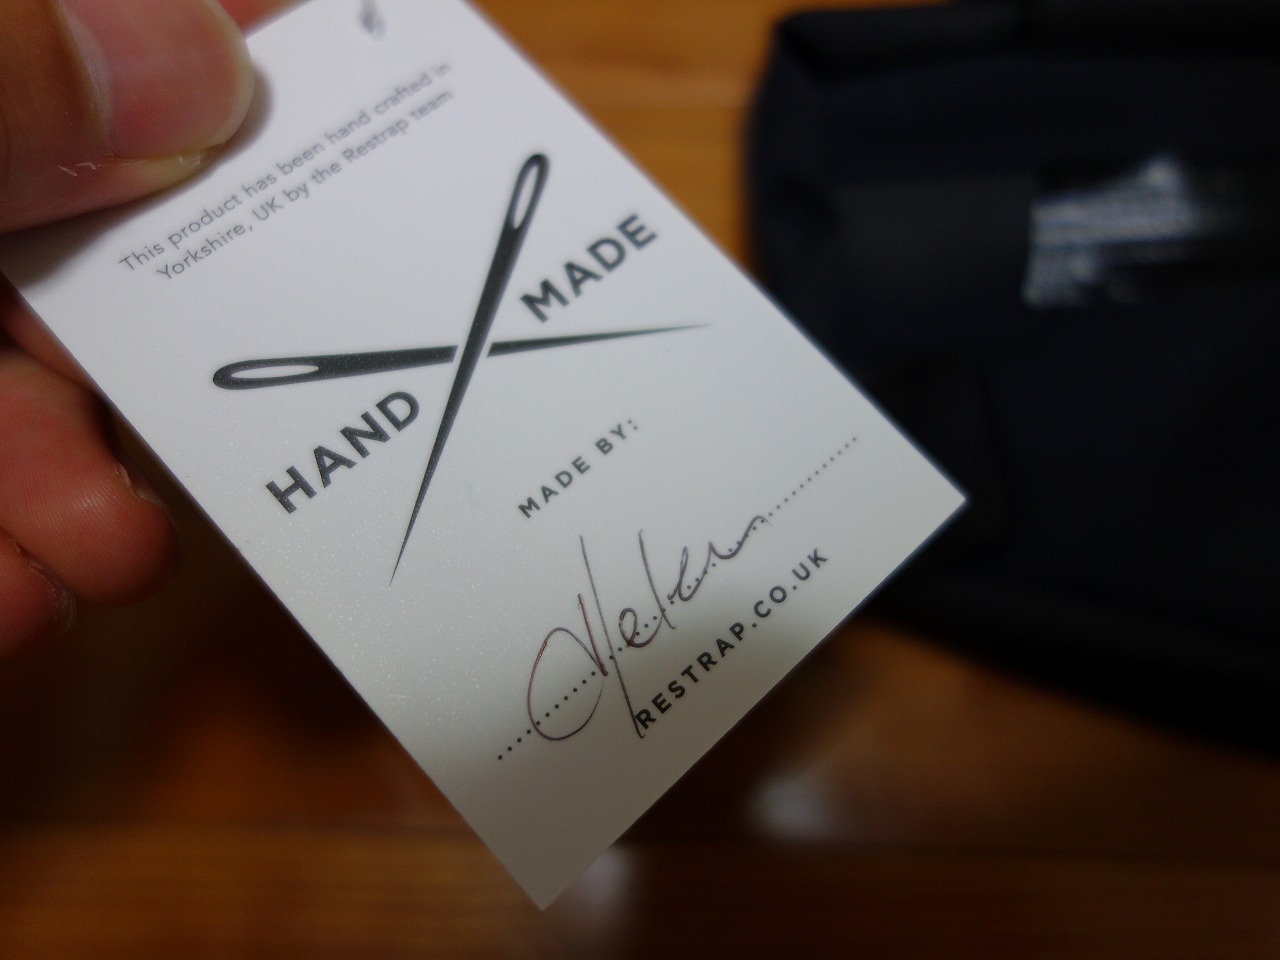 This product has been hand crafted in
Yorkshire, UK by the Restrap team
HAND MADE
MADE BY:
Helen
RESTRAP.CO.UK